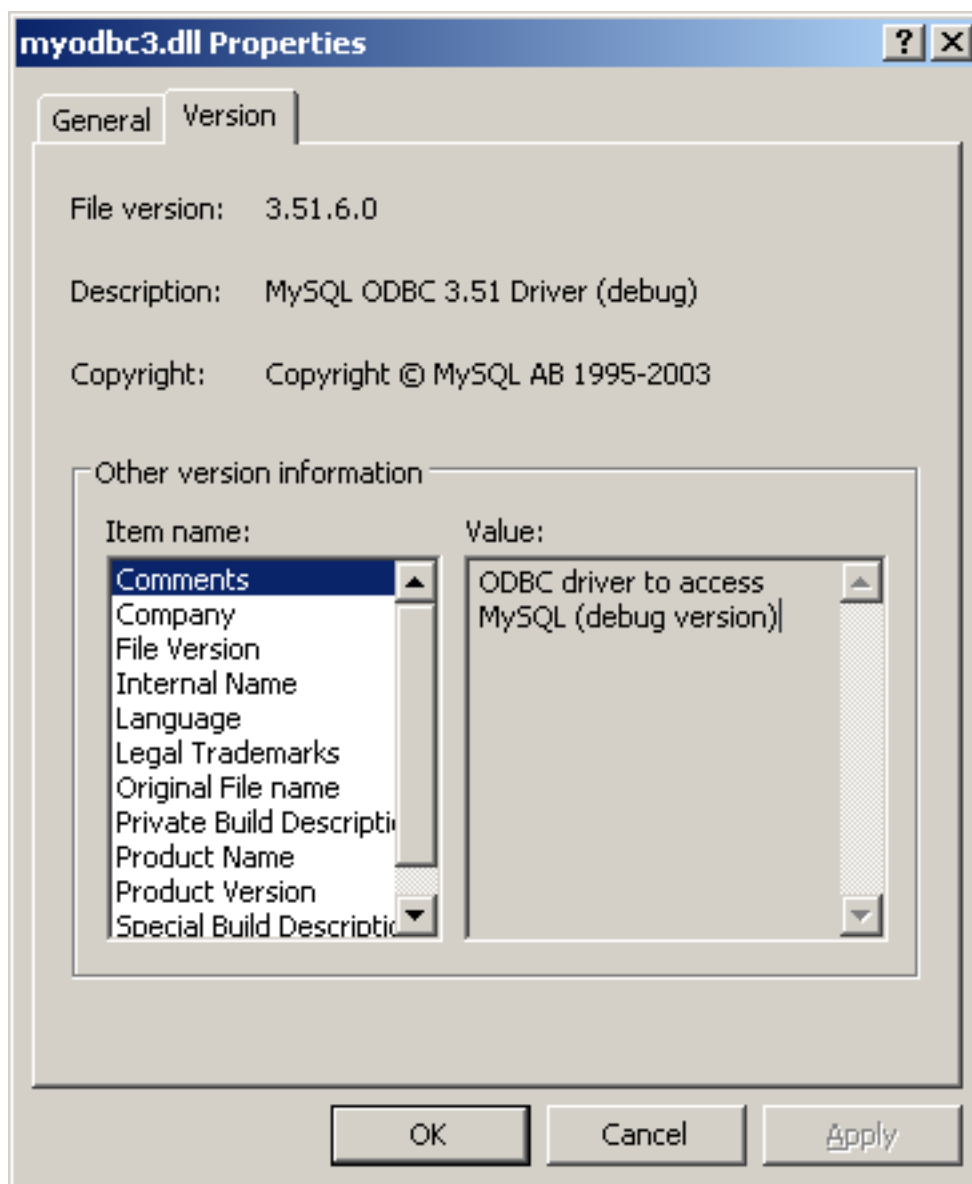 myodbc3.dll Properties
General Version
File version: 3.51.6.0
Description: MySQL ODBC 3.51 Driver (debug)
Copyright: Copyright © MySQL AB 1995-2003
Other version information
Item name: Value:
Comments
Company
File Version
Internal Name
Language
Legal Trademarks
Original File name
Private Build Descripti
Product Name
Product Version
Special Build Descriptio
ODBC driver to access
MySQL (debug version)
OK Cancel Apply